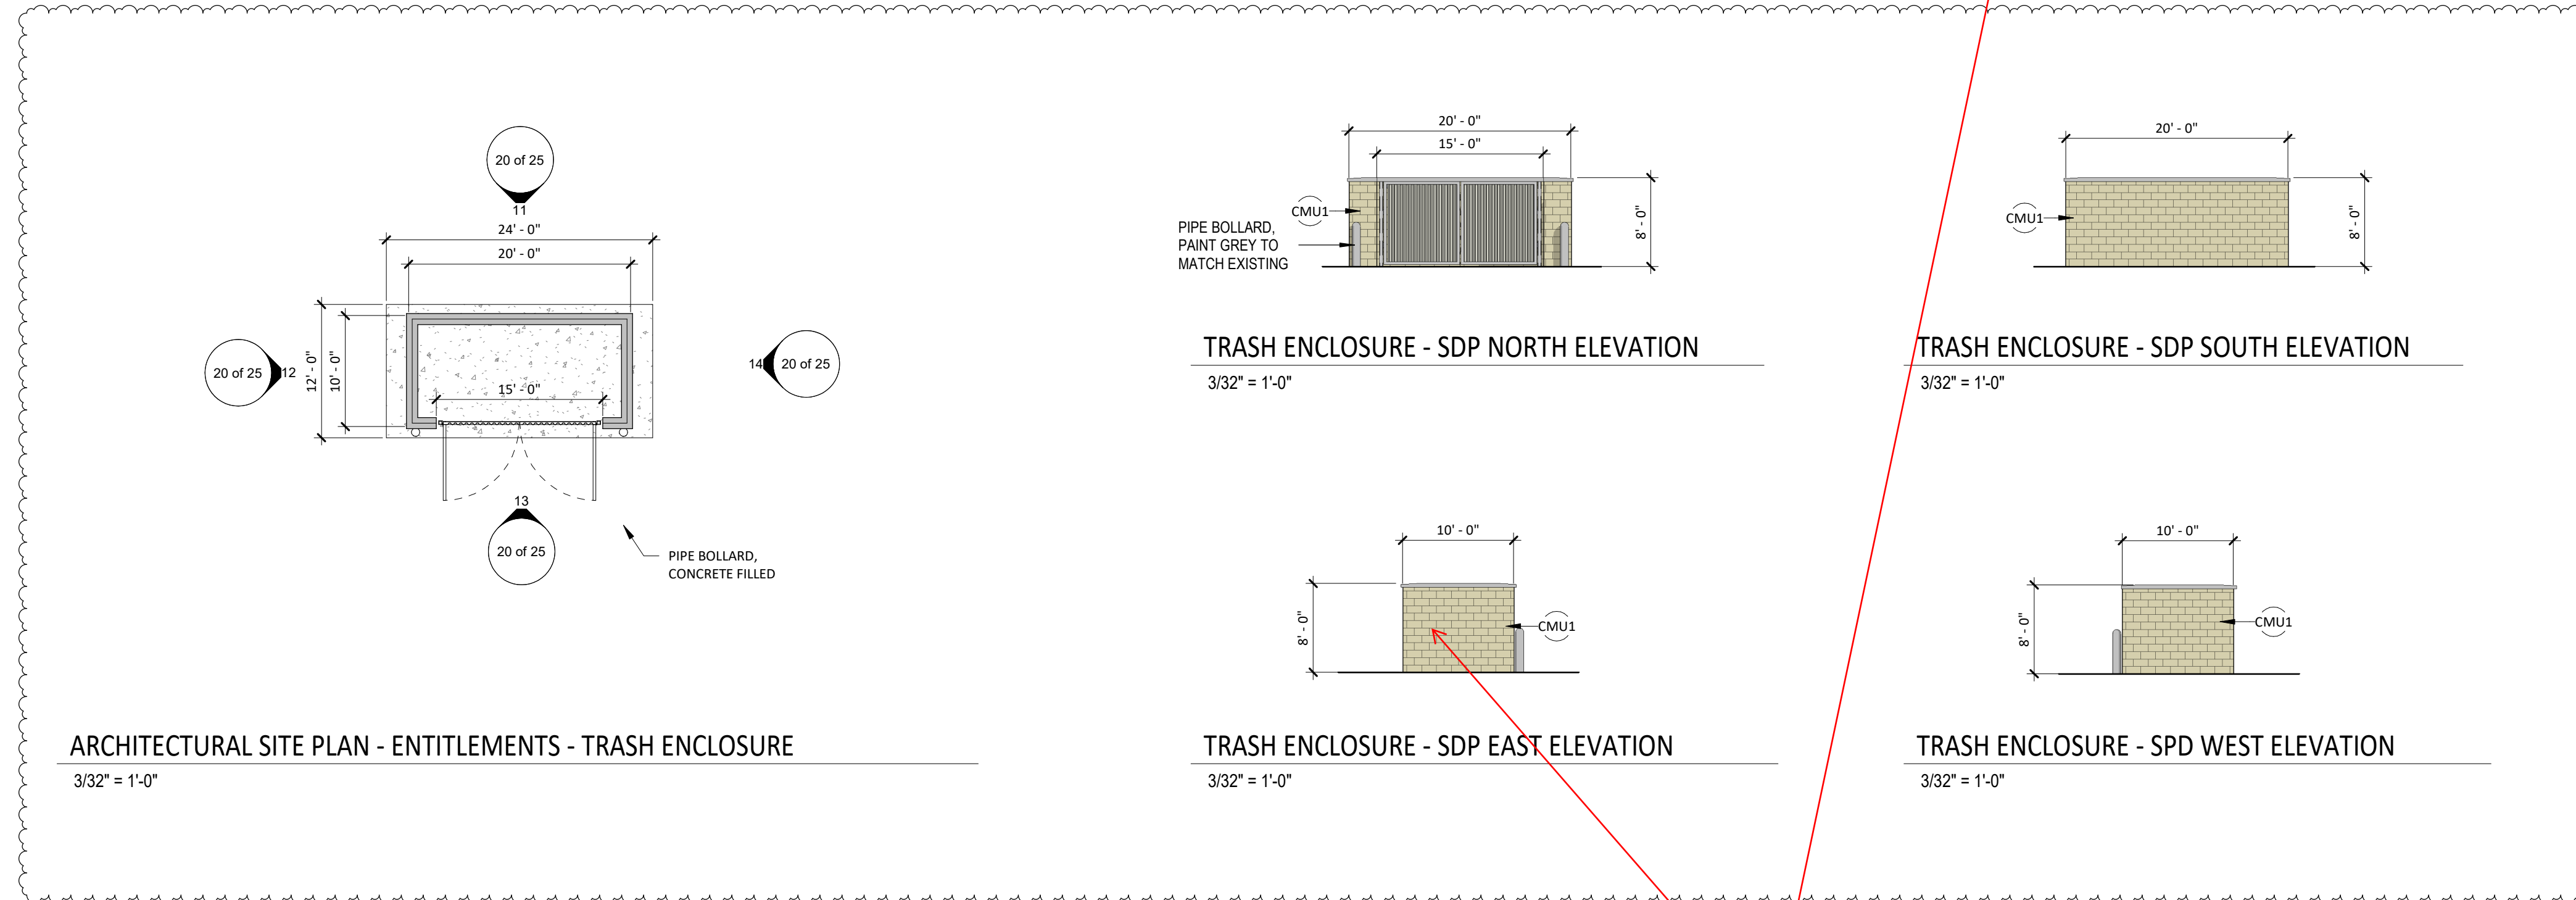 20 of 25
11
24' - 0"
20' - 0"
12' - 0"
10' - 0"
20 of 25
12
14
20 of 25
15' - 0"
13
20 of 25
PIPE BOLLARD,
CONCRETE FILLED
ARCHITECTURAL SITE PLAN - ENTITLEMENTS - TRASH ENCLOSURE
3/32" = 1'-0"
20' - 0"
15' - 0"
CMU1
PIPE BOLLARD,
PAINT GREY TO
MATCH EXISTING
8' - 0"
TRASH ENCLOSURE - SDP NORTH ELEVATION
3/32" = 1'-0"
20' - 0"
CMU1
8' - 0"
TRASH ENCLOSURE - SDP SOUTH ELEVATION
3/32" = 1'-0"
10' - 0"
8' - 0"
CMU1
TRASH ENCLOSURE - SDP EAST ELEVATION
3/32" = 1'-0"
10' - 0"
8' - 0"
CMU1
TRASH ENCLOSURE - SPD WEST ELEVATION
3/32" = 1'-0"